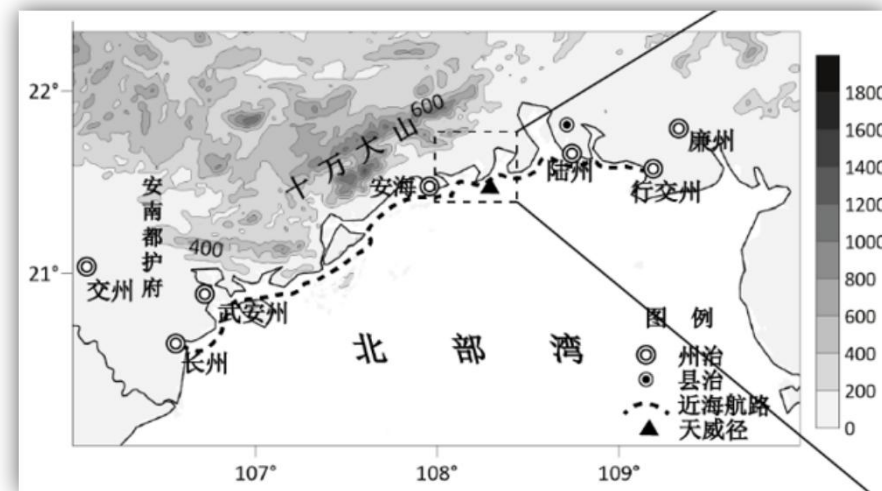 22°
21°
107°
108°
109°
1800
1600
1400
1200
1000
800
600
400
200
0
600
十万大山
400
安海
陆州
行交州
廉州
安南都护府
交州
武安州
长州
北部湾
图例
州治
县治
近海航路
天威径